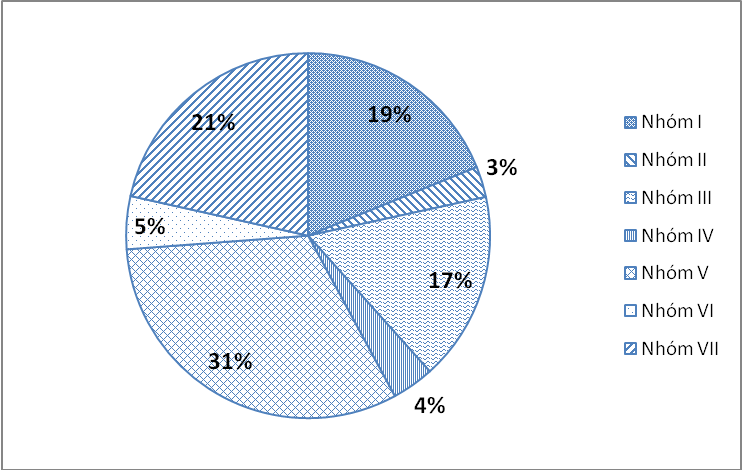 19%
3%
17%
4%
31%
5%
21%
Nhóm I
Nhóm II
Nhóm III
Nhóm IV
Nhóm V
Nhóm VI
Nhóm VII